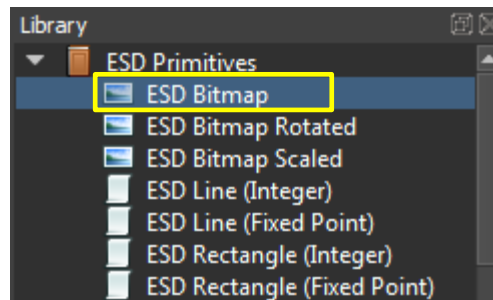 Library
ESD Primitives
ESD Bitmap
ESD Bitmap Rotated
ESD Bitmap Scaled
ESD Line (Integer)
ESD Line (Fixed Point)
ESD Rectangle (Integer)
ESD Rectangle (Fixed Point)